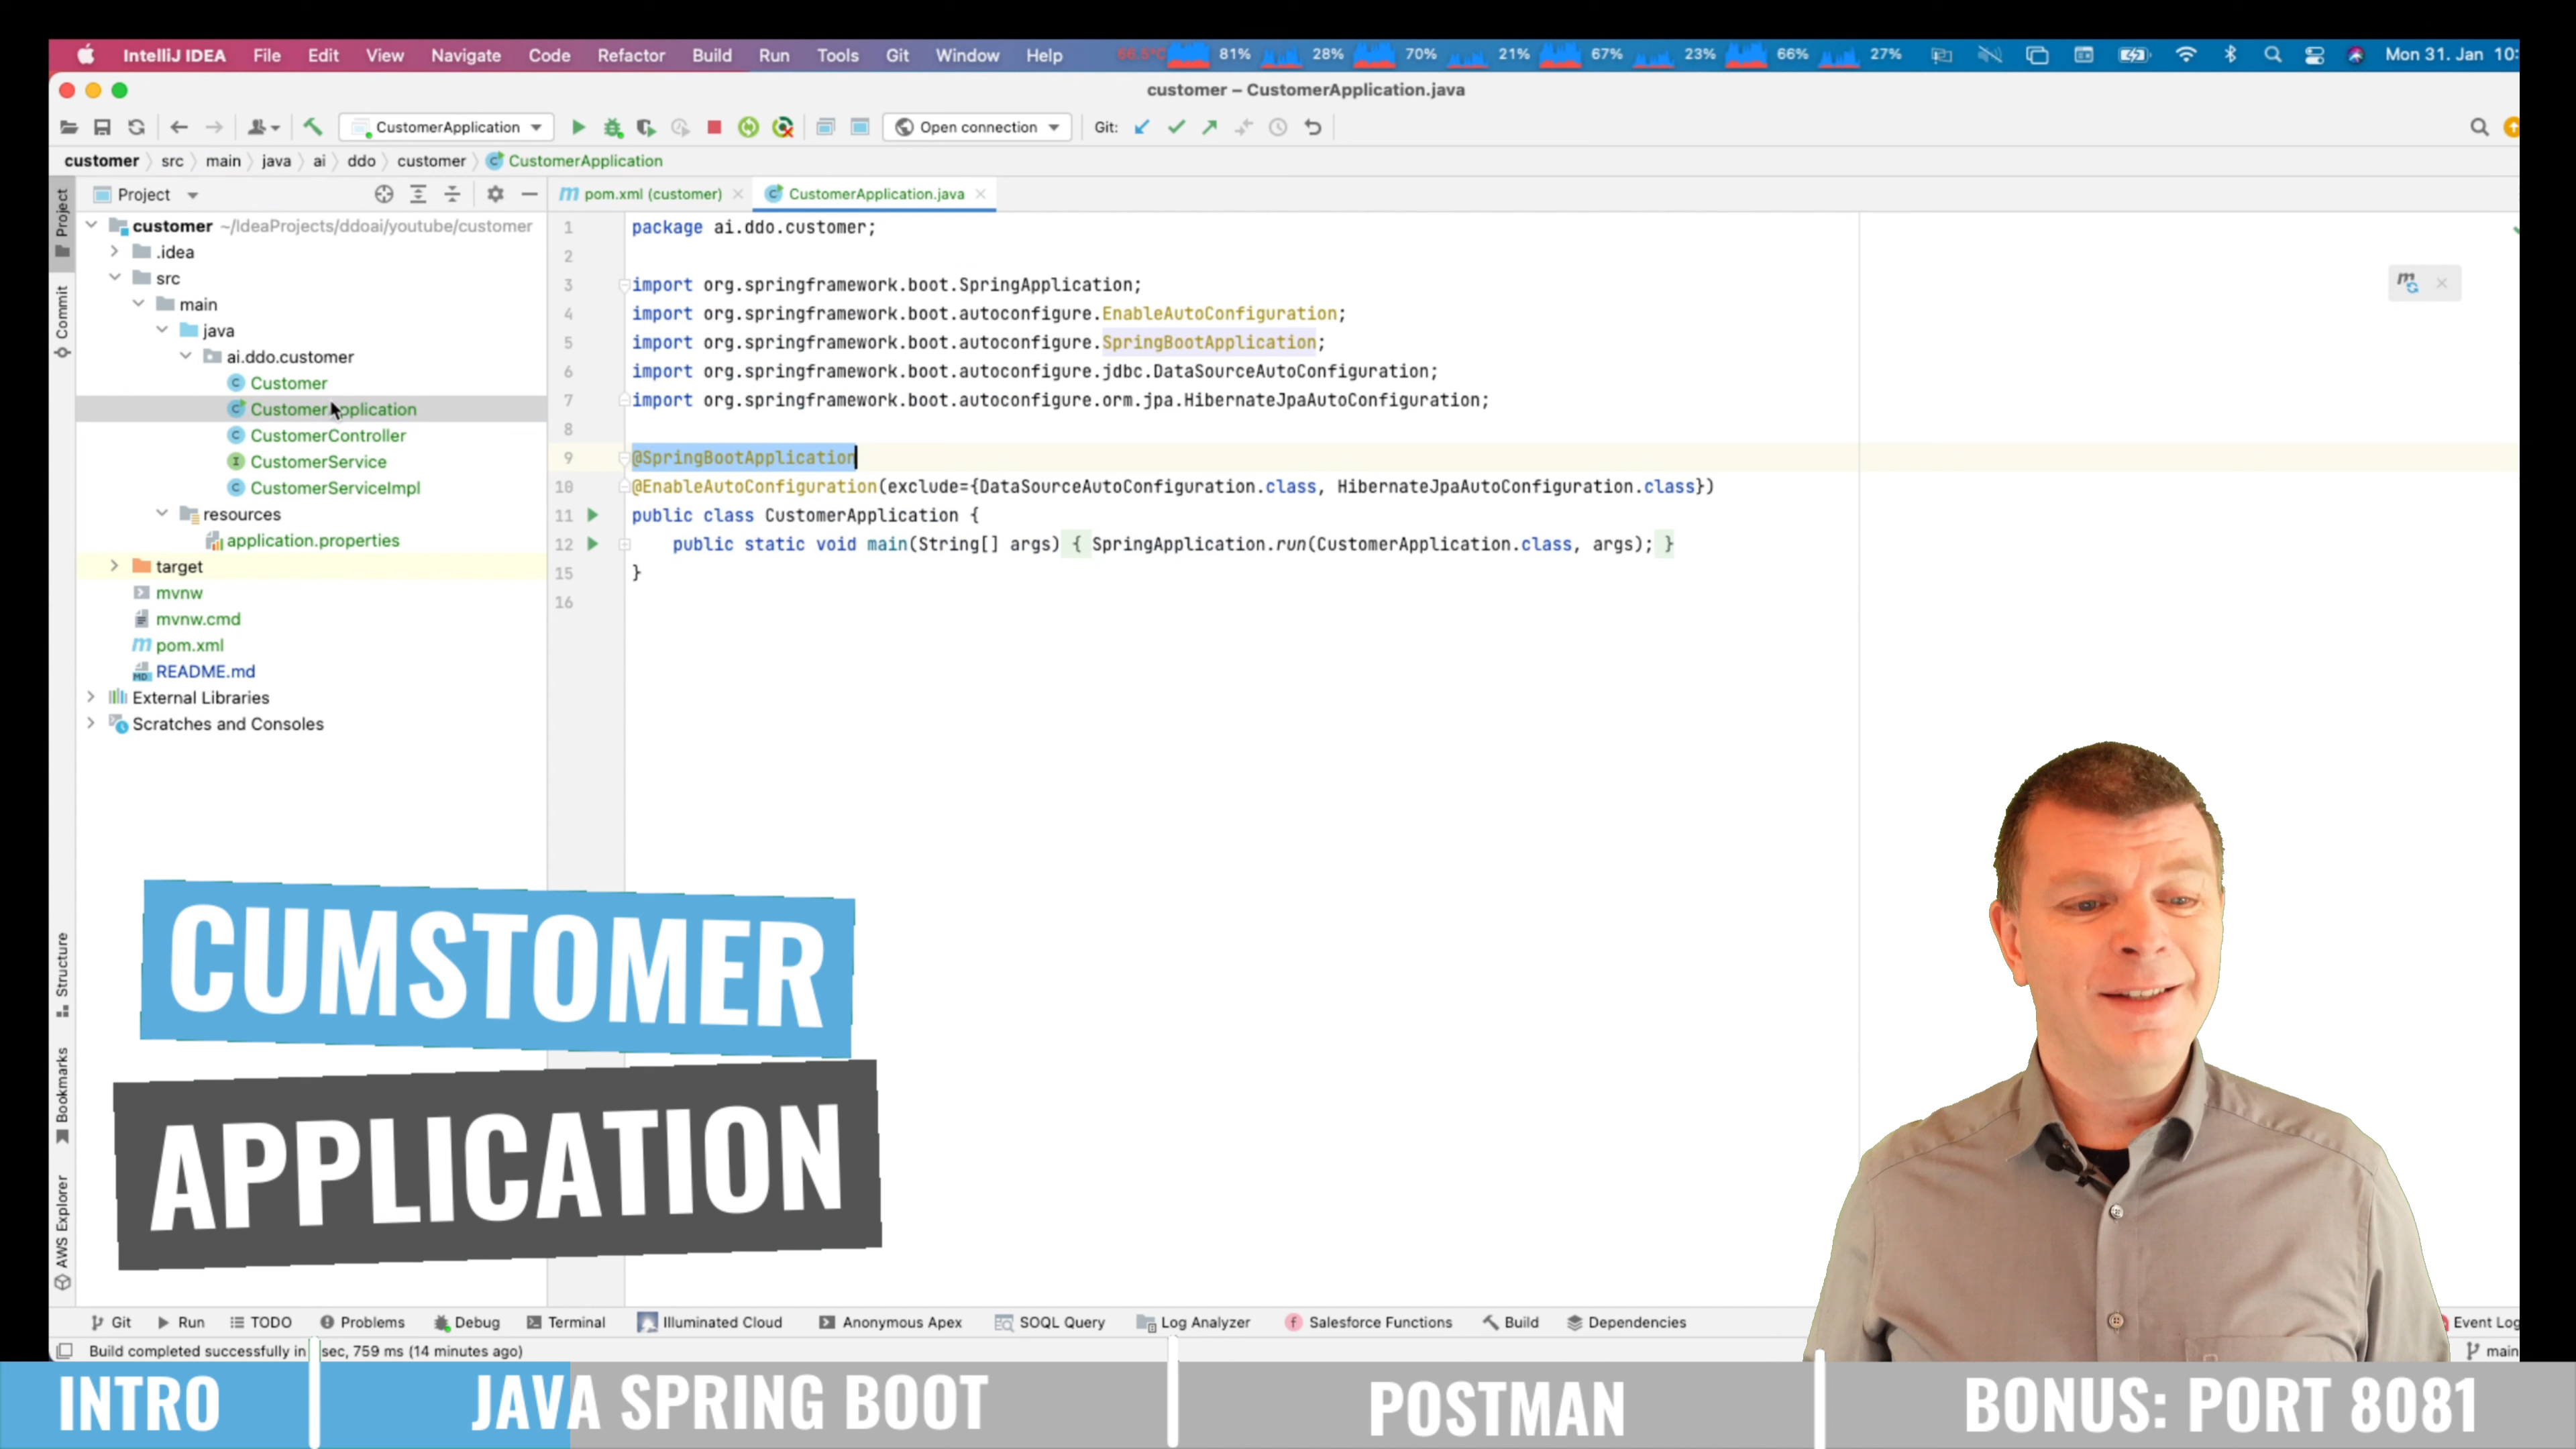 IntelliJ IDEA File Edit View Navigate Code Refactor Build Run Tools Git Window Help 81% 28% 70% 21% 67% 23% 66% 27% Mon 31. Jan 10:
customer – CustomerApplication.java
CustomerApplication Open connection Git:
customer src main java ai ddo customer CustomerApplication
Project
Project
pom.xml (customer) CustomerApplication.java
Commit
customer ~/IdeaProjects/ddoai/youtube/customer
.idea
src
main
java
ai.ddo.customer
Customer
CustomerApplication
CustomerController
CustomerService
CustomerServiceImpl
resources
application.properties
target
mvnw
mvnw.cmd
pom.xml
README.md
External Libraries
Scratches and Consoles
1 package ai.ddo.customer;
2
3 import org.springframework.boot.SpringApplication;
4 import org.springframework.boot.autoconfigure.EnableAutoConfiguration;
5 import org.springframework.boot.autoconfigure.SpringBootApplication;
6 import org.springframework.boot.autoconfigure.jdbc.DataSourceAutoConfiguration;
7 import org.springframework.boot.autoconfigure.orm.jpa.HibernateJpaAutoConfiguration;
8
9 @SpringBootApplication
10 @EnableAutoConfiguration(exclude={DataSourceAutoConfiguration.class, HibernateJpaAutoConfiguration.class})
11 public class CustomerApplication {
12 public static void main(String[] args) { SpringApplication.run(CustomerApplication.class, args); }
15 }
16
Structure
Bookmarks
AWS Explorer
CUMSTOMER
APPLICATION
Git Run TODO Problems Debug Terminal Illuminated Cloud Anonymous Apex SOQL Query Log Analyzer Salesforce Functions Build Dependencies Event Log
Build completed successfully in sec, 759 ms (14 minutes ago) main
INTRO JAVA SPRING BOOT POSTMAN BONUS: PORT 8081